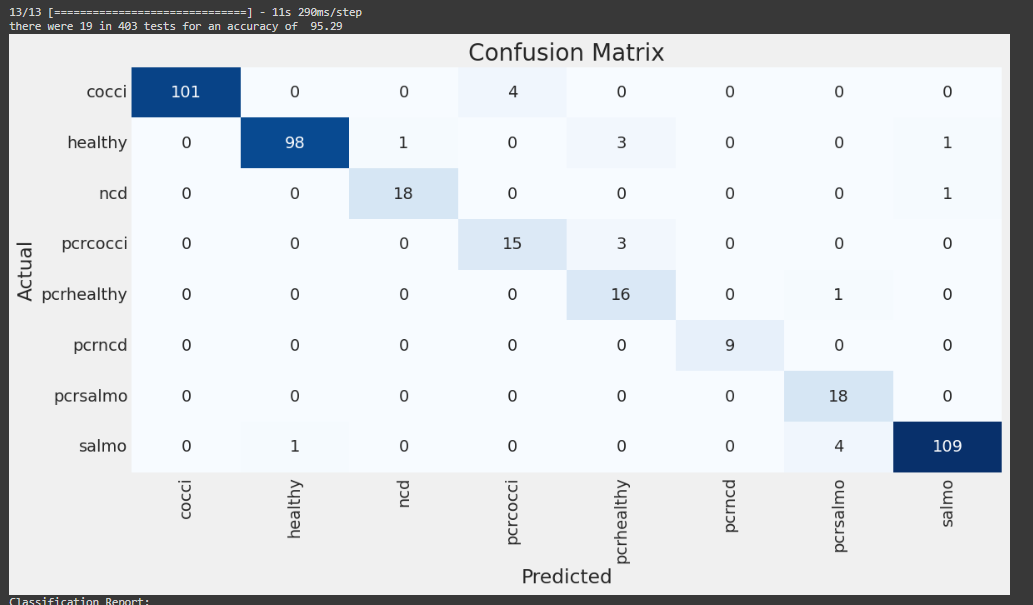 13/13 [==============================] - 11s 290ms/step
there were 19 in 403 tests for an accuracy of  95.29
Confusion Matrix
cocci 101 0 0 4 0 0 0 0
healthy 0 98 1 0 3 0 0 1
ncd 0 0 18 0 0 0 0 1
pcrcocci 0 0 0 15 3 0 0 0
pcrhealthy 0 0 0 0 16 0 1 0
pcrncd 0 0 0 0 0 9 0 0
pcrsalmo 0 0 0 0 0 0 18 0
salmo 0 1 0 0 0 0 4 109
Actual
cocci healthy ncd pcrcocci pcrhealthy pcrncd pcrsalmo salmo
Predicted
Classification Report: